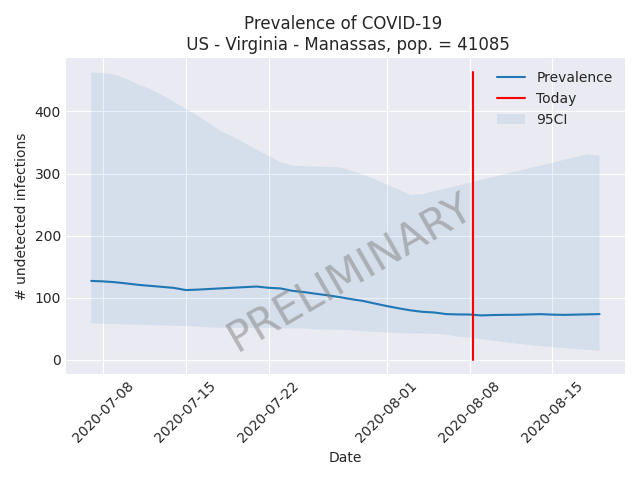 Prevalence of COVID-19
US - Virginia - Manassas, pop. = 41085
Prevalence
Today
95CI
400
300
200
100
0
# undetected infections
PRELIMINARY
2020-07-08
2020-07-15
2020-07-22
2020-08-01
2020-08-08
2020-08-15
Date